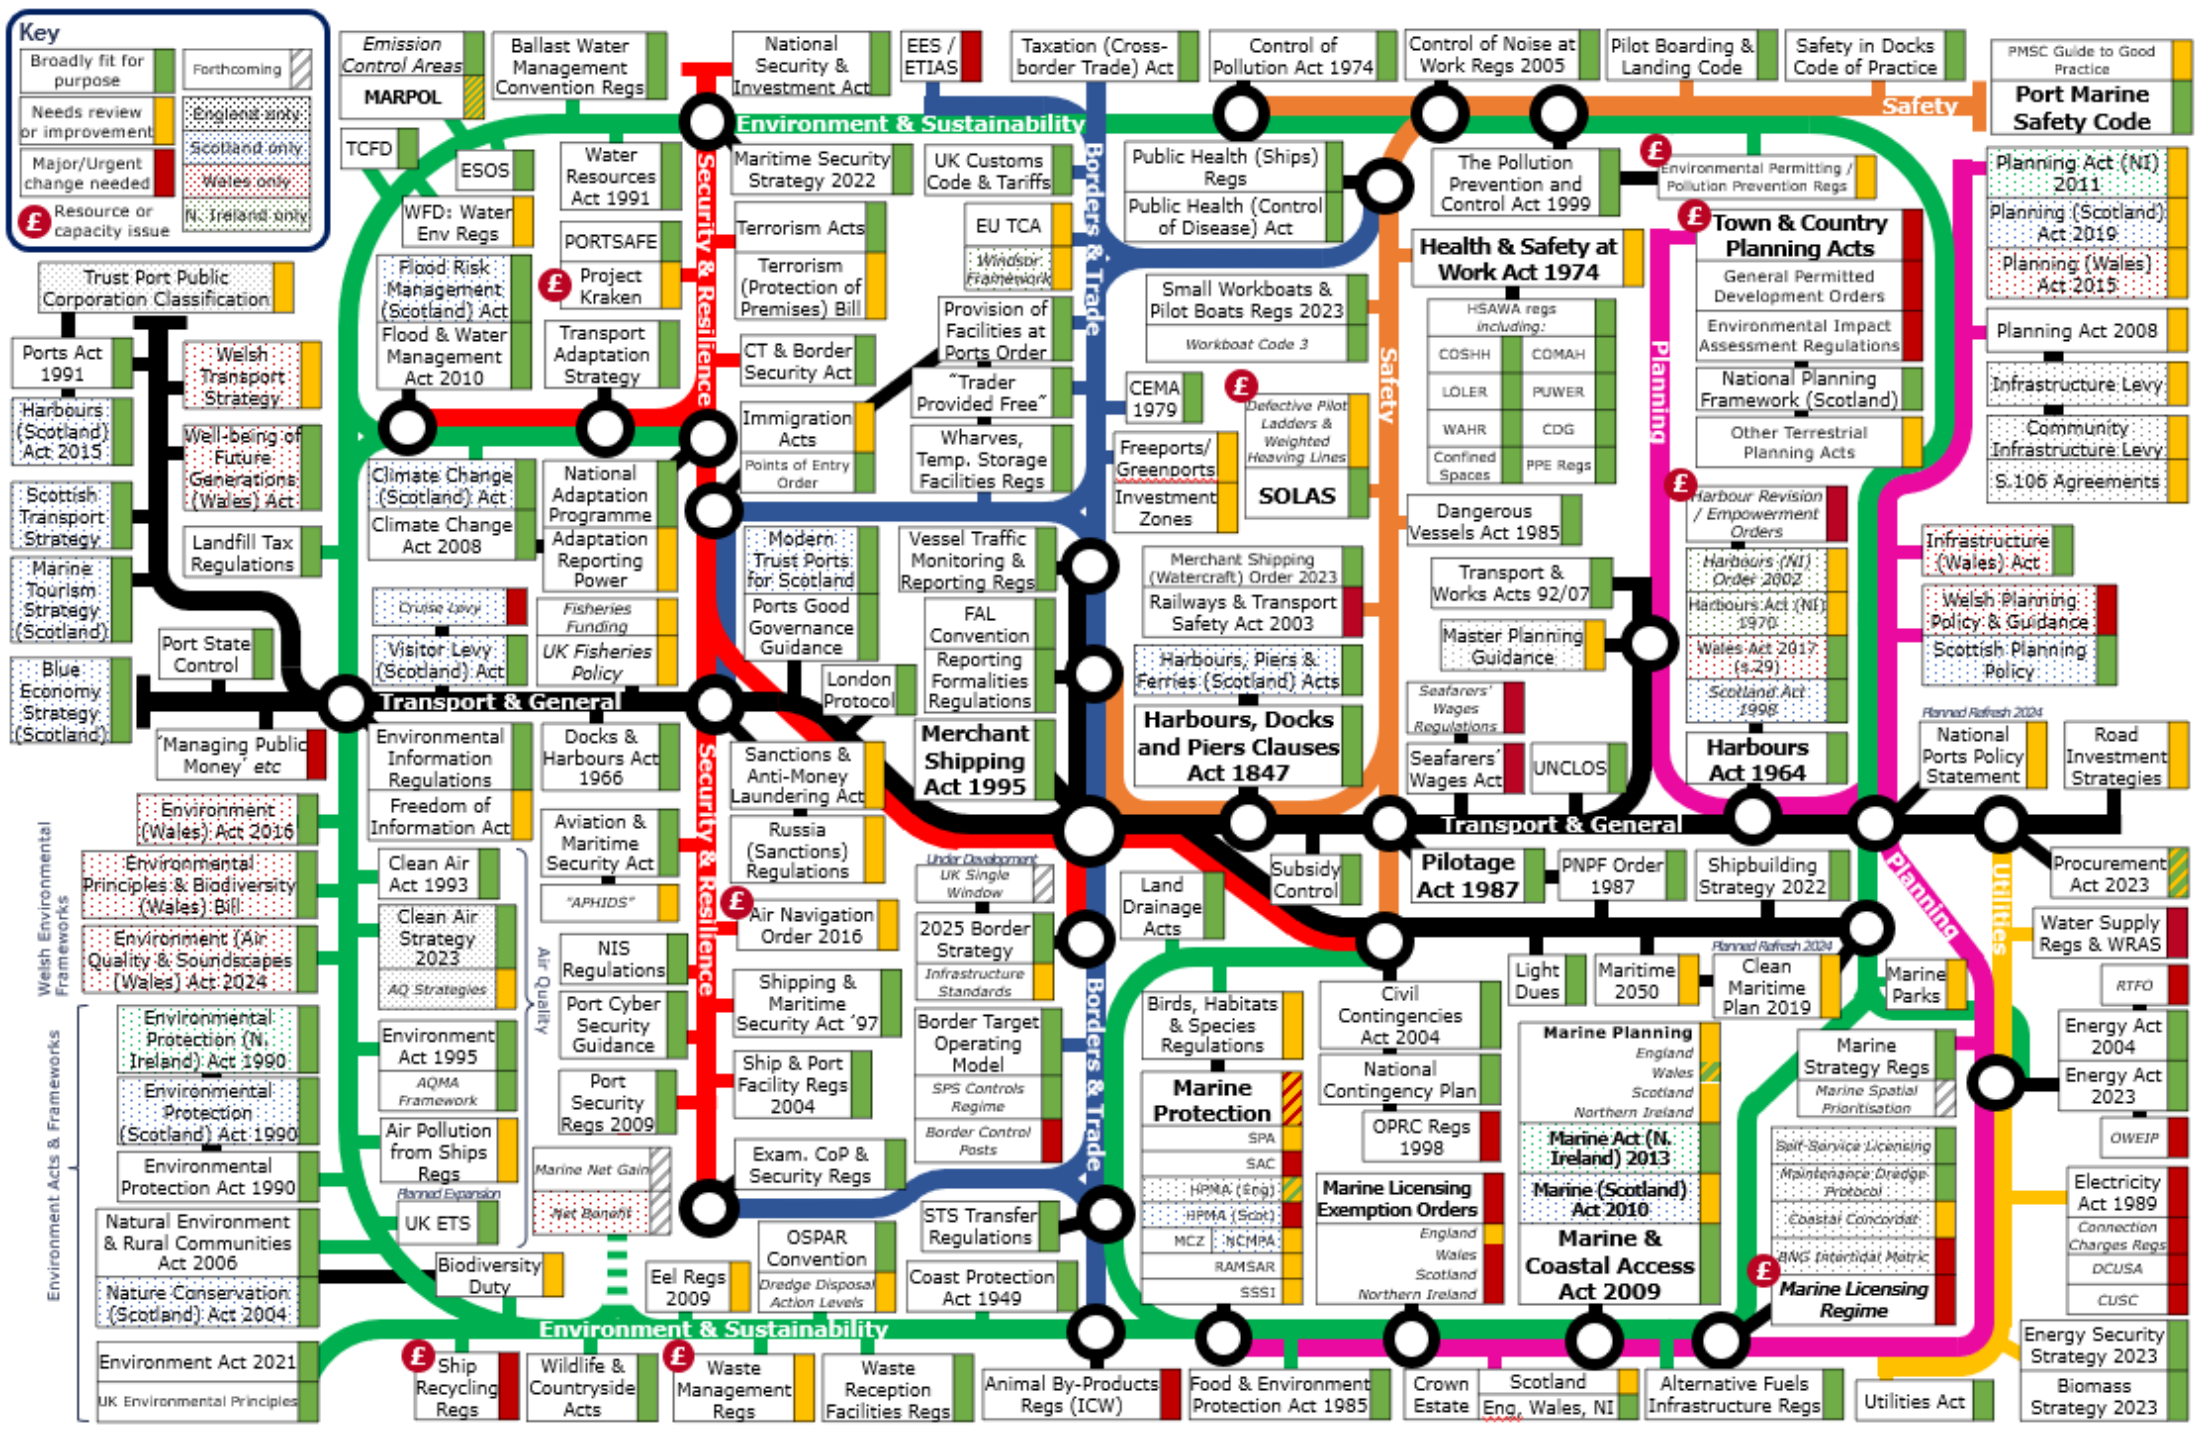 Key
Broadly fit for
purpose
Forthcoming
Needs review
or improvement
England only
Scotland only
Major/Urgent
change needed
Wales only
£ Resource or
capacity issue
N. Ireland only
Emission
Control Areas
MARPOL
Ballast Water
Management
Convention Regs
National
Security &
Investment Act
EES /
ETIAS
Taxation (Cross-
border Trade) Act
Control of
Pollution Act 1974
Control of Noise at
Work Regs 2005
Pilot Boarding &
Landing Code
Safety in Docks
Code of Practice
PMSC Guide to Good
Practice
Port Marine
Safety Code
Safety
Environment & Sustainability
TCFD
ESOS
Water
Resources
Act 1991
Maritime Security
Strategy 2022
UK Customs
Code & Tariffs
Public Health (Ships)
Regs
Public Health (Control
of Disease) Act
The Pollution
Prevention and
Control Act 1999
£
Environmental Permitting /
Pollution Prevention Regs
Planning Act (NI)
2011
Planning (Scotland)
Act 2019
Planning (Wales)
Act 2015
WFD: Water
Env Regs
PORTSAFE
£
Project
Kraken
Terrorism Acts
Terrorism
(Protection of
Premises) Bill
EU TCA
Windsor
Framework
Health & Safety at
Work Act 1974
£
Town & Country
Planning Acts
General Permitted
Development Orders
Environmental Impact
Assessment Regulations
Trust Port Public
Corporation Classification
Flood Risk
Management
(Scotland) Act
Flood & Water
Management
Act 2010
Transport
Adaptation
Strategy
Security & Resilience
Borders & Trade
CT & Border
Security Act
Provision of
Facilities at
Ports Order
Small Workboats &
Pilot Boats Regs 2023
Workboat Code 3
Safety
HSAWA regs
including:
COSHH
COMAH
LOLER
PUWER
WAHR
CDG
Confined
Spaces
PPE Regs
Planning
Planning Act 2008
Infrastructure Levy
Community
Infrastructure Levy
S.106 Agreements
Ports Act
1991
Welsh
Transport
Strategy
Harbours
(Scotland)
Act 2015
Well-being of
Future
Generations
(Wales) Act
Immigration
Acts
Points of Entry
Order
"Trader
Provided Free"
Wharves,
Temp. Storage
Facilities Regs
CEMA
1979
£
Defective Pilot
Ladders &
Weighted
Heaving Lines
SOLAS
Freeports/
Greenports
Investment
Zones
National Planning
Framework (Scotland)
Other Terrestrial
Planning Acts
Scottish
Transport
Strategy
Landfill Tax
Regulations
Climate Change
(Scotland) Act
Climate Change
Act 2008
National
Adaptation
Programme
Adaptation
Reporting
Power
Modern
Trust Ports
for Scotland
Ports Good
Governance
Guidance
Vessel Traffic
Monitoring &
Reporting Regs
FAL
Convention
Reporting
Formalities
Regulations
Merchant
Shipping
Act 1995
Merchant Shipping
(Watercraft) Order 2023
Railways & Transport
Safety Act 2003
Harbours, Piers &
Ferries (Scotland) Acts
Harbours, Docks
and Piers Clauses
Act 1847
Dangerous
Vessels Act 1985
Transport &
Works Acts 92/07
Master Planning
Guidance
£
Harbour Revision
/ Empowerment
Orders
Harbours (NI)
Order 2002
Harbours Act (NI)
1970
Wales Act 2017
(s.29)
Scotland Act
1998
Harbours
Act 1964
Infrastructure
(Wales) Act
Welsh Planning
Policy & Guidance
Scottish Planning
Policy
Marine
Tourism
Strategy
(Scotland)
Blue
Economy
Strategy
(Scotland)
Port State
Control
Cruise Levy
Visitor Levy
(Scotland) Act
Fisheries
Funding
UK Fisheries
Policy
London
Protocol
Seafarers'
Wages
Regulations
Seafarers'
Wages Act
UNCLOS
Planned Refresh 2024
National
Ports Policy
Statement
Road
Investment
Strategies
Transport & General
'Managing Public
Money' etc
Environmental
Information
Regulations
Freedom of
Information Act
Docks &
Harbours Act
1966
Security & Resilience
Sanctions &
Anti-Money
Laundering Act
Russia
(Sanctions)
Regulations
Transport & General
Welsh Environmental
Frameworks
Environment
(Wales) Act 2016
Environmental
Principles & Biodiversity
(Wales) Bill
Environment (Air
Quality & Soundscapes
(Wales) Act 2024
Clean Air
Act 1993
Clean Air
Strategy
2023
AQ Strategies
Air Quality
Aviation &
Maritime
Security Act
"APHIDS"
£
Air Navigation
Order 2016
Under Development
UK Single
Window
2025 Border
Strategy
Infrastructure
Standards
Land
Drainage
Acts
Subsidy
Control
Pilotage
Act 1987
PNPF Order
1987
Shipbuilding
Strategy 2022
Planning
Utilities
Procurement
Act 2023
Water Supply
Regs & WRAS
RTFO
NIS
Regulations
Port Cyber
Security
Guidance
Shipping &
Maritime
Security Act '97
Ship & Port
Facility Regs
2004
Border Target
Operating
Model
SPS Controls
Regime
Border Control
Posts
Borders & Trade
Birds, Habitats
& Species
Regulations
Marine
Protection
SPA
SAC
HPMA (Eng)
HPMA (Scot)
MCZ
NCMPA
RAMSAR
SSSI
Civil
Contingencies
Act 2004
National
Contingency Plan
OPRC Regs
1998
Light
Dues
Maritime
2050
Planned Refresh 2024
Clean
Maritime
Plan 2019
Marine
Parks
Environment Acts & Frameworks
Environmental
Protection (N.
Ireland) Act 1990
Environmental
Protection
(Scotland) Act 1990
Environmental
Protection Act 1990
Environment
Act 1995
AQMA
Framework
Air Pollution
from Ships
Regs
Planned Expansion
UK ETS
Port
Security
Regs 2009
Marine Net Gain
Net Benefit
Exam. CoP &
Security Regs
Marine Licensing
Exemption Orders
England
Wales
Scotland
Northern Ireland
Marine Planning
England
Wales
Scotland
Northern Ireland
Marine Act (N.
Ireland) 2013
Marine (Scotland)
Act 2010
Marine &
Coastal Access
Act 2009
Marine
Strategy Regs
Marine Spatial
Prioritisation
Self-Service Licensing
Maintenance Dredge
Protocol
Coastal Concordat
BNG Intertidal Metric
£
Marine Licensing
Regime
Energy Act
2004
Energy Act
2023
OWEIP
Electricity
Act 1989
Connection
Charges Regs
DCUSA
CUSC
Natural Environment
& Rural Communities
Act 2006
Nature Conservation
(Scotland) Act 2004
Biodiversity
Duty
Eel Regs
2009
OSPAR
Convention
Dredge Disposal
Action Levels
STS Transfer
Regulations
Coast Protection
Act 1949
Environment & Sustainability
Environment Act 2021
UK Environmental Principles
£
Ship
Recycling
Regs
Wildlife &
Countryside
Acts
£
Waste
Management
Regs
Waste
Reception
Facilities Regs
Animal By-Products
Regs (ICW)
Food & Environment
Protection Act 1985
Crown
Estate
Scotland
Eng, Wales, NI
Alternative Fuels
Infrastructure Regs
Utilities Act
Energy Security
Strategy 2023
Biomass
Strategy 2023